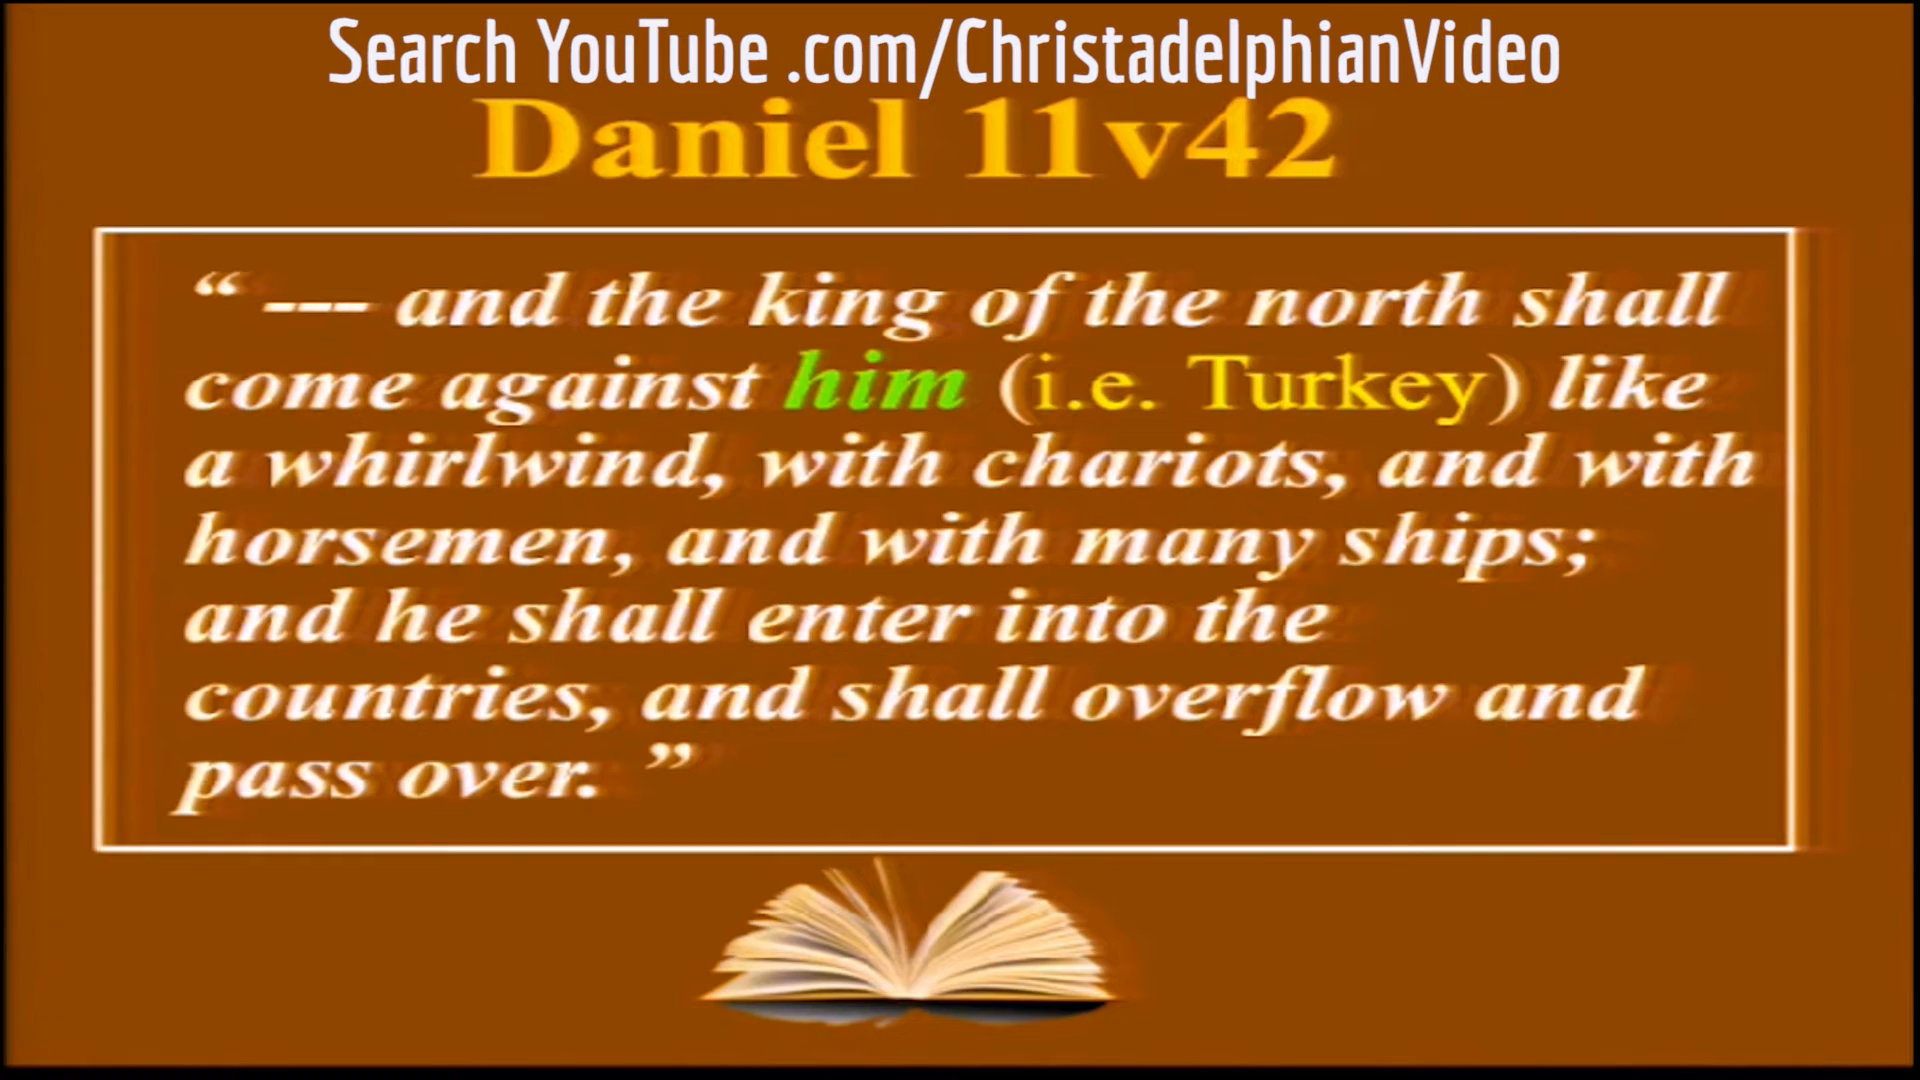 Search YouTube .com/ChristadelphianVideo
Daniel 11v42
“ --- and the king of the north shall
come against him (i.e. Turkey) like
a whirlwind, with chariots, and with
horsemen, and with many ships;
and he shall enter into the
countries, and shall overflow and
pass over. ”